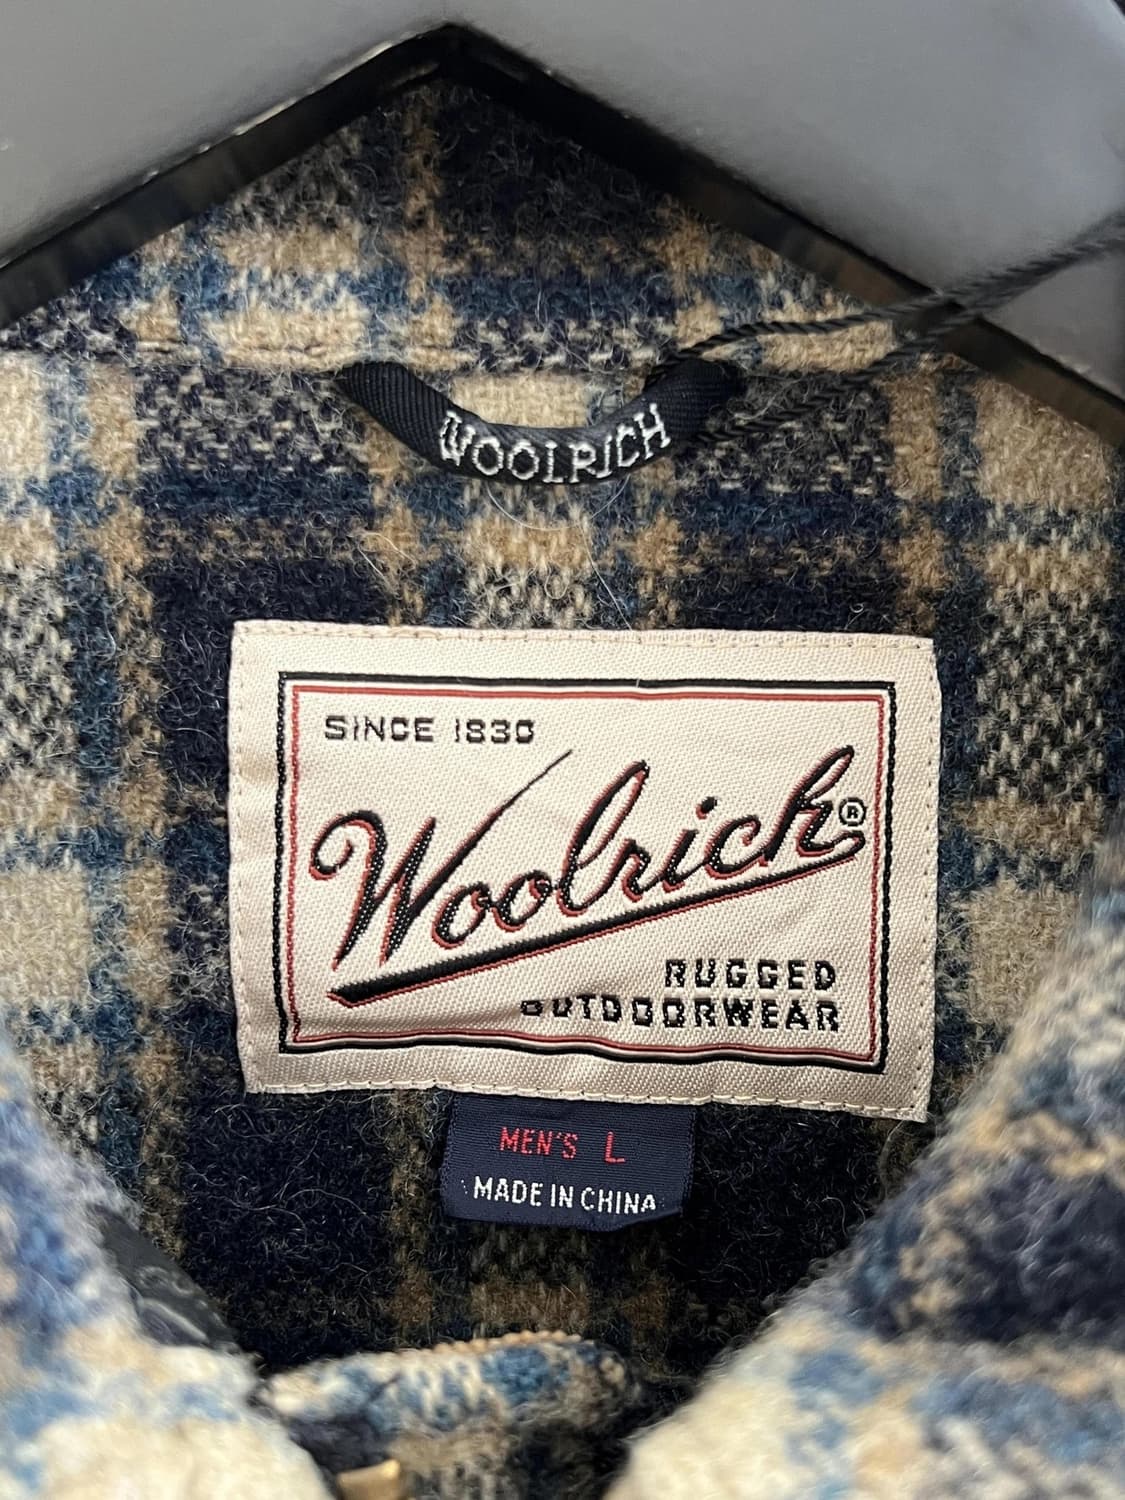 WOOLRICH
SINCE 1830
Woolrich®
RUGGED
OUTDOORWEAR
MEN'S L
MADE IN CHINA